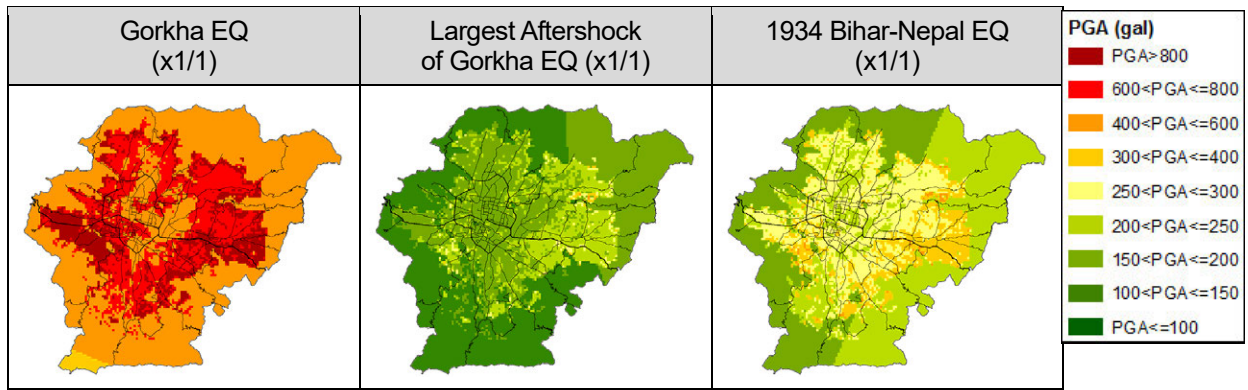 Gorkha EQ
(x1/1)
Largest Aftershock
of Gorkha EQ (x1/1)
1934 Bihar-Nepal EQ
(x1/1)
PGA (gal)
PGA>800
600<PGA<=800
400<PGA<=600
300<PGA<=400
250<PGA<=300
200<PGA<=250
150<PGA<=200
100<PGA<=150
PGA<=100